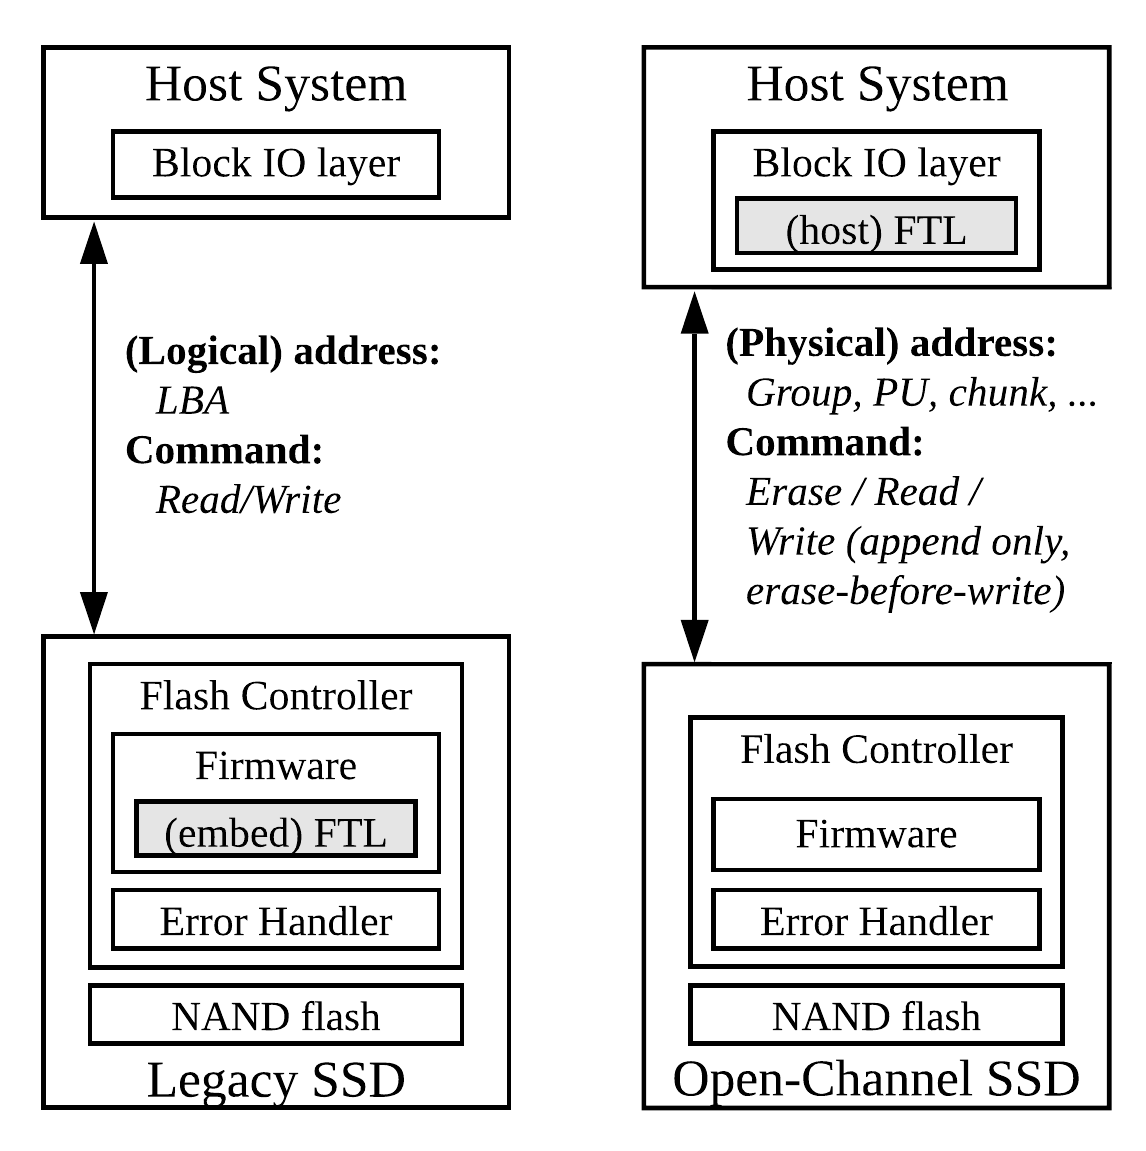 Host System
Block IO layer
(Logical) address:
LBA
Command:
Read/Write
Flash Controller
Firmware
(embed) FTL
Error Handler
NAND flash
Legacy SSD
Host System
Block IO layer
(host) FTL
(Physical) address:
Group, PU, chunk, ...
Command:
Erase / Read /
Write (append only,
erase-before-write)
Flash Controller
Firmware
Error Handler
NAND flash
Open-Channel SSD